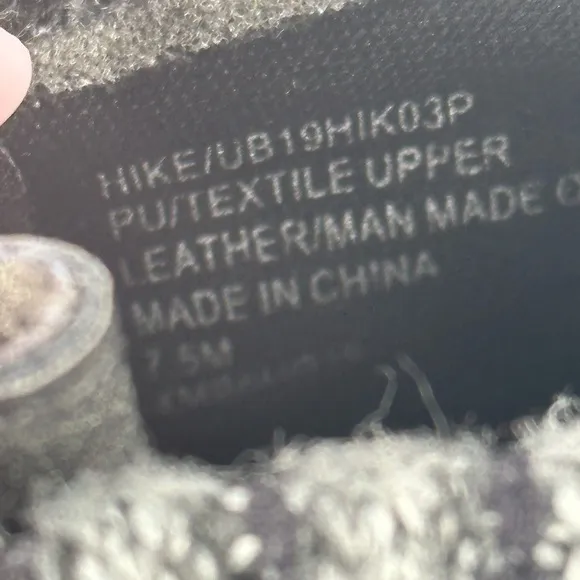 HIKE/UB19HIK03P
PU/TEXTILE UPPER
LEATHER/MAN MADE
MADE IN CHINA
7.5M